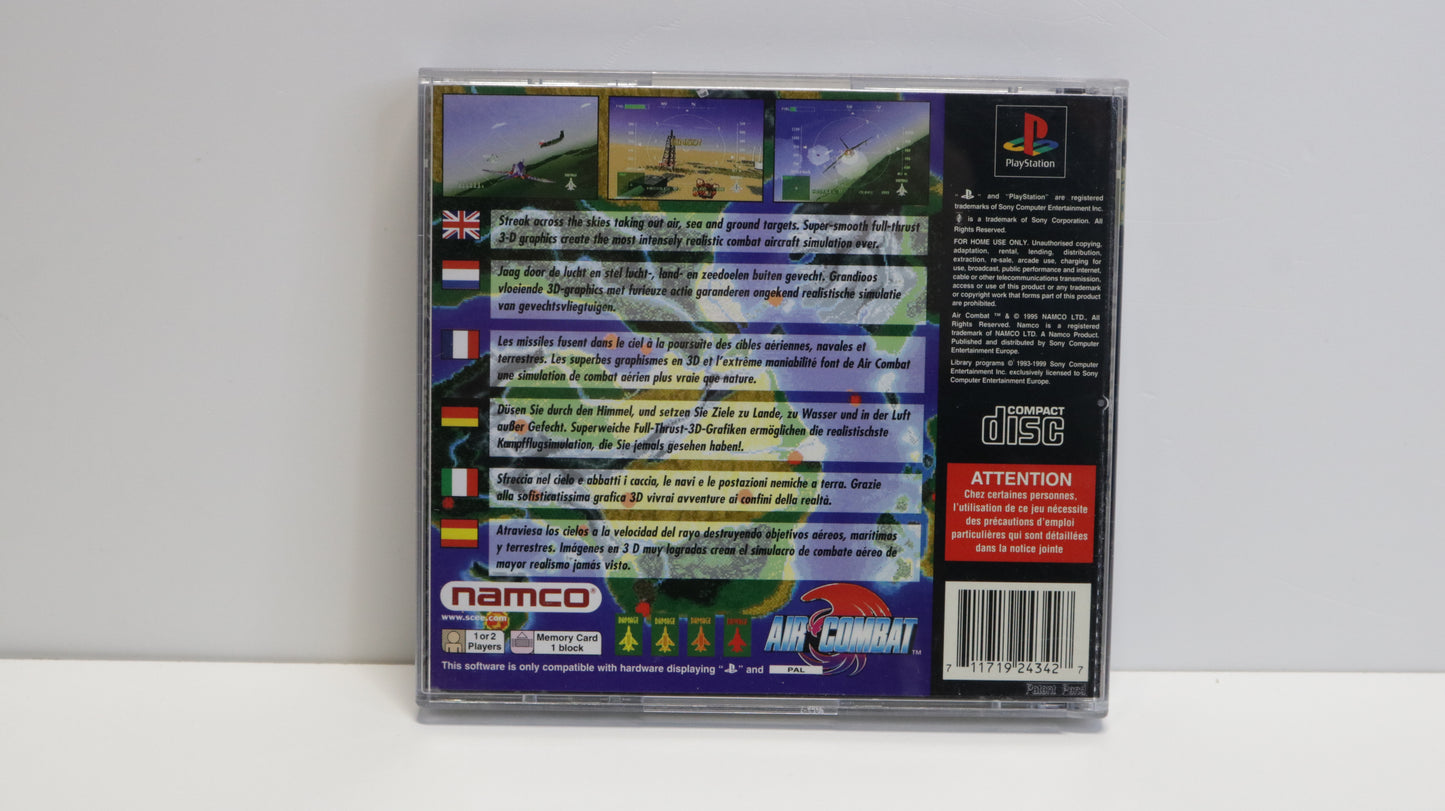 Streak across the skies taking out air, sea and ground targets. Super-smooth full-thrust
3-D graphics create the most intensely realistic combat aircraft simulation ever.
Jaag door de lucht en stel lucht-, land- en zeedoelen buiten gevecht. Grandioos
vloeiende 3D-graphics met furieuze actie garanderen ongekend realistische simulatie
van gevechtsvliegtuigen.
Les missiles fusent dans le ciel à la poursuite des cibles aériennes, navales et
terrestres. Les superbes graphismes en 3D et l'extrême maniabilité font de Air Combat
une simulation de combat aérien plus vraie que nature.
Düsen Sie durch den Himmel, und setzen Sie Ziele zu Lande, zu Wasser und in der Luft
außer Gefecht. Superweiche Full-Thrust-3D-Grafiken ermöglichen die realistischste
Kampfflugsimulation, die Sie jemals gesehen haben!.
Sfreccia nel cielo e abbatti i caccia, le navi e le postazioni nemiche a terra. Grazie
alla sofisticatissima grafica 3D vivrai avventure ai confini della realtà.
Atraviesa los cielos a la velocidad del rayo destruyendo objetivos aéreos, marítimas
y terrestres. Imágenes en 3 D muy logradas crean el simulacro de combate aéreo de
mayor realismo jamás visto.
namco®
www.scee.com
1 or 2
Players
Memory Card
1 block
DAMAGE DAMAGE DAMAGE DAMAGE
AIR COMBAT™
This software is only compatible with hardware displaying " " and PAL
PlayStation
" " and "PlayStation" are registered
trademarks of Sony Computer Entertainment Inc.
is a trademark of Sony Corporation. All
Rights Reserved.
FOR HOME USE ONLY. Unauthorised copying,
adaptation, rental, lending, distribution,
extraction, re-sale, arcade use, charging for
use, broadcast, public performance and internet,
cable or other telecommunications transmission,
access or use of this product or any trademark
or copyright work that forms part of this product
are prohibited.
Air Combat ™ & © 1995 NAMCO LTD., All
Rights Reserved. Namco is a registered
trademark of NAMCO LTD. A Namco Product.
Published and distributed by Sony Computer
Entertainment Europe.
Library programs © 1993-1999 Sony Computer
Entertainment Inc. exclusively licensed to Sony
Computer Entertainment Europe.
COMPACT
disc
ATTENTION
Chez certaines personnes,
l'utilisation de ce jeu nécessite
des précautions d'emploi
particulières qui sont détaillées
dans la notice jointe
7 11719 24342 7
Patent Pend